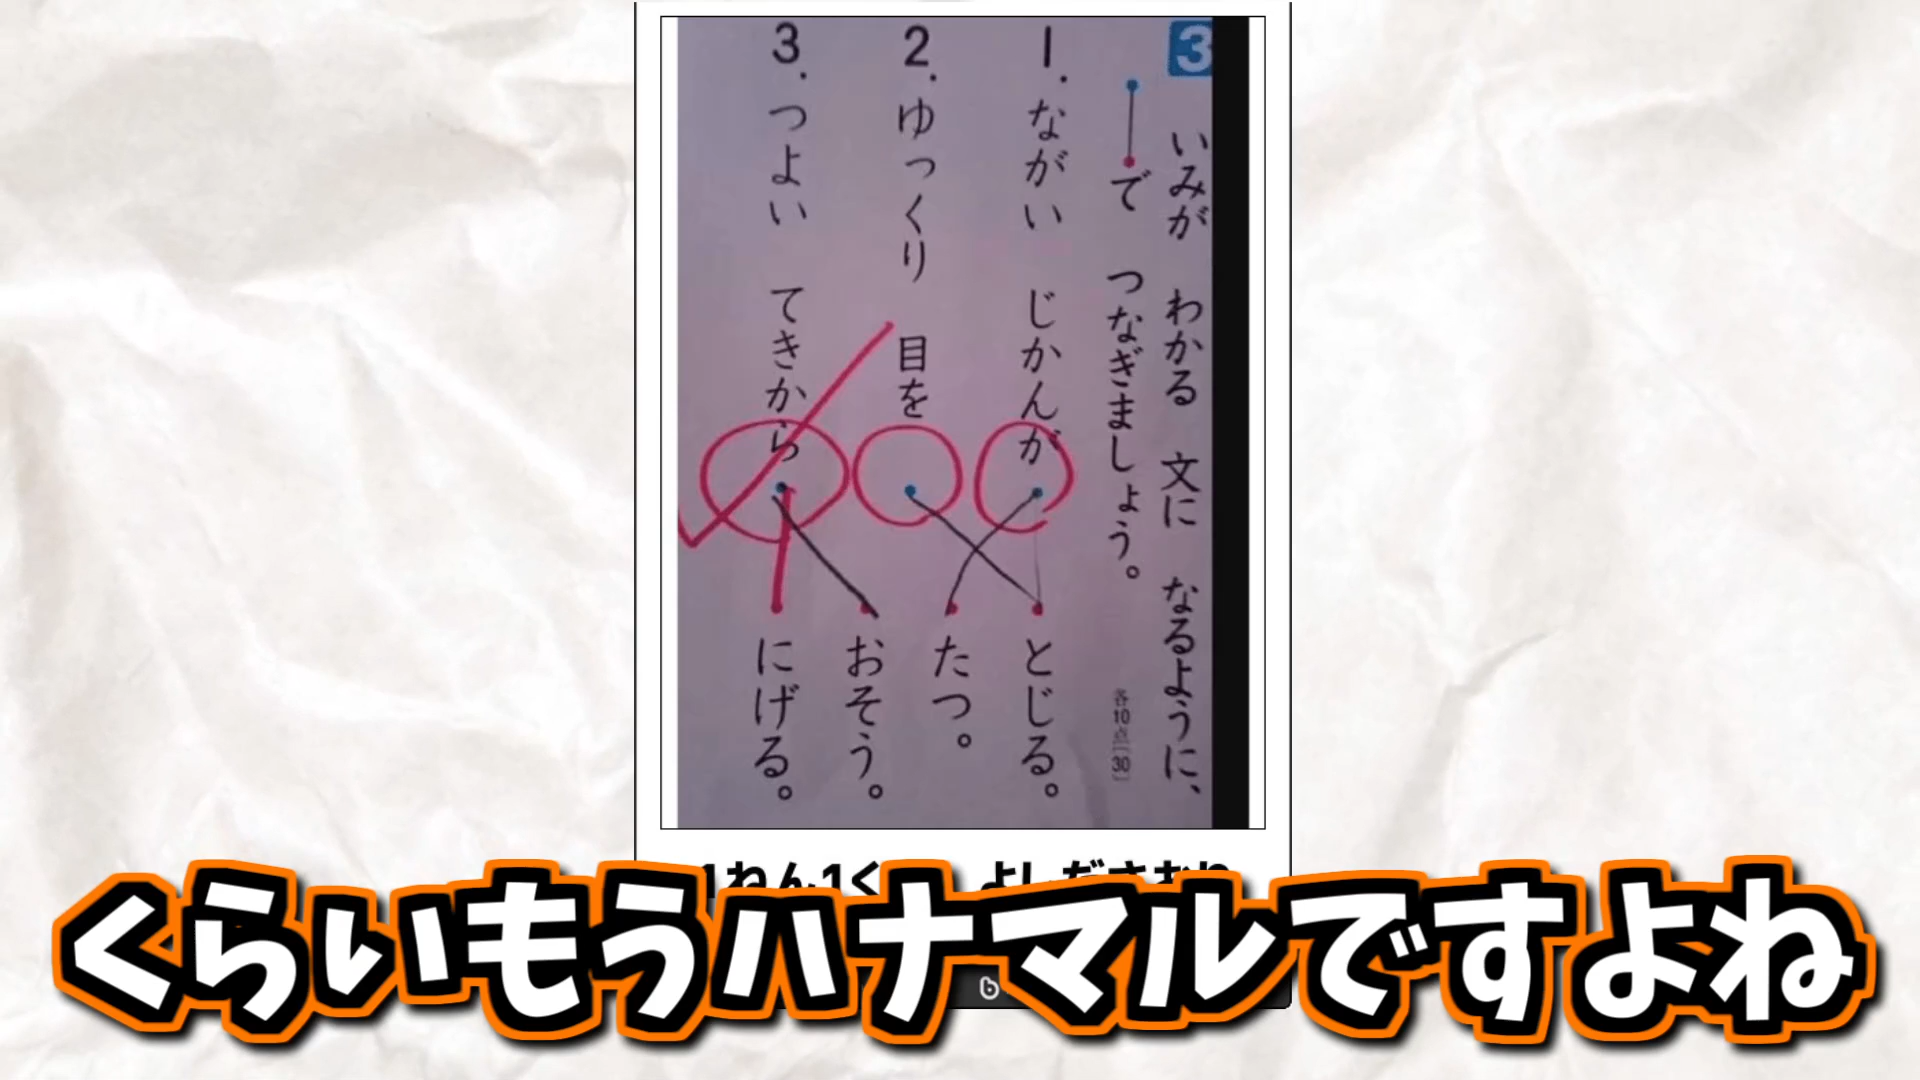 3
いみが わかる 文に なるように、
で つなぎましょう。
各10点(30)
1. ながい じかんが
2. ゆっくり 目を
3. つよい てきから
とじる。
たつ。
おそう。
にげる。
くらいもうハナマルですよね